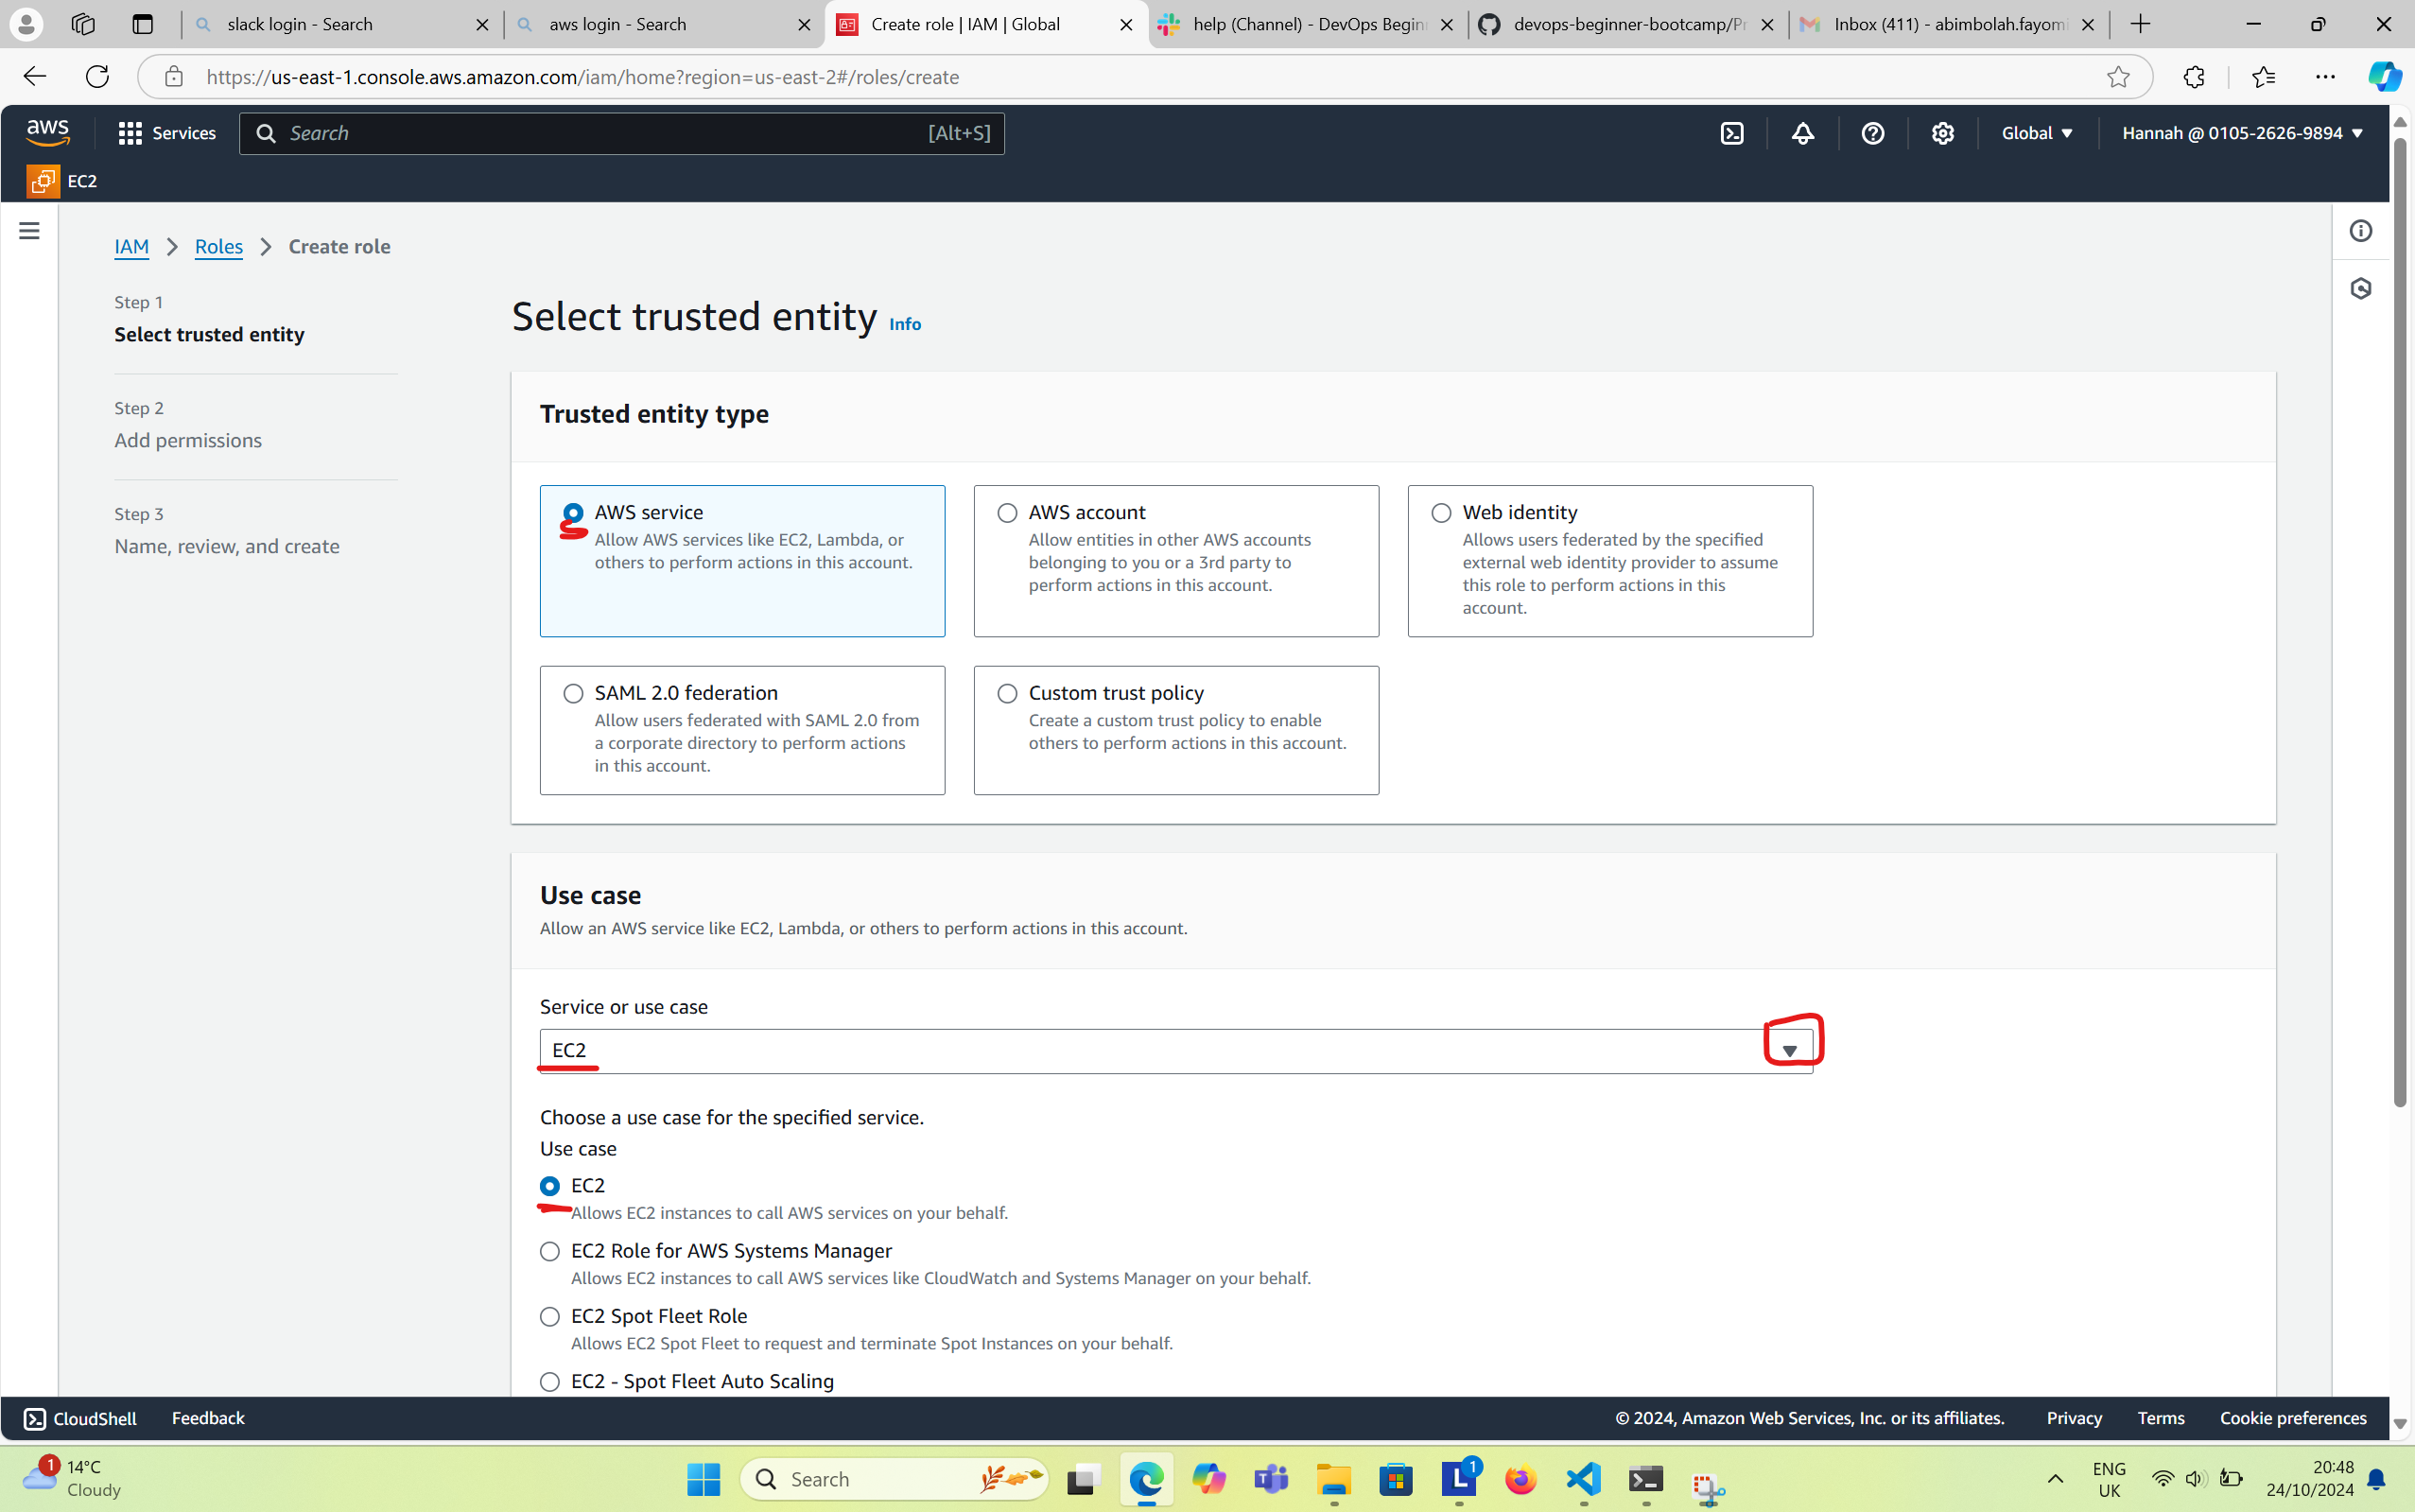 slack login - Search
aws login - Search
Create role | IAM | Global
help (Channel) - DevOps Begin
devops-beginner-bootcamp/Pr
Inbox (411) - abimbolah.fayom
https://us-east-1.console.aws.amazon.com/iam/home?region=us-east-2#/roles/create
aws
Services
Search
[Alt+S]
Global
Hannah @ 0105-2626-9894
EC2
IAM
Roles
Create role
Step 1
Select trusted entity
Step 2
Add permissions
Step 3
Name, review, and create
Select trusted entity Info
Trusted entity type
AWS service
Allow AWS services like EC2, Lambda, or
others to perform actions in this account.
AWS account
Allow entities in other AWS accounts
belonging to you or a 3rd party to
perform actions in this account.
Web identity
Allows users federated by the specified
external web identity provider to assume
this role to perform actions in this
account.
SAML 2.0 federation
Allow users federated with SAML 2.0 from
a corporate directory to perform actions
in this account.
Custom trust policy
Create a custom trust policy to enable
others to perform actions in this account.
Use case
Allow an AWS service like EC2, Lambda, or others to perform actions in this account.
Service or use case
EC2
Choose a use case for the specified service.
Use case
EC2
Allows EC2 instances to call AWS services on your behalf.
EC2 Role for AWS Systems Manager
Allows EC2 instances to call AWS services like CloudWatch and Systems Manager on your behalf.
EC2 Spot Fleet Role
Allows EC2 Spot Fleet to request and terminate Spot Instances on your behalf.
EC2 - Spot Fleet Auto Scaling
CloudShell
Feedback
© 2024, Amazon Web Services, Inc. or its affiliates.
Privacy
Terms
Cookie preferences
1
14°C
Cloudy
Search
L
1
ENG
UK
20:48
24/10/2024